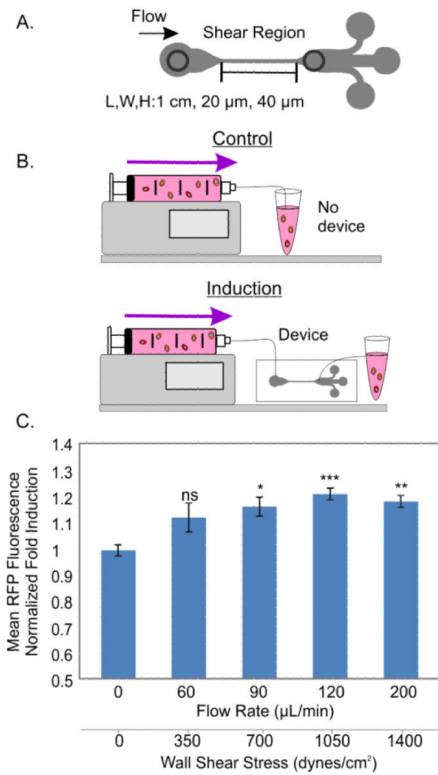 A.
Flow
Shear Region
L,W,H:1 cm, 20 µm, 40 µm
B.
Control
No
device
Induction
Device
C.
Mean RFP Fluorescence
Normalized Fold Induction
1.4
1.3
1.2
1.1
1
0.9
0.8
0.7
0.6
0.5
ns
*
***
**
0 60 90 120 200
Flow Rate (µL/min)
0 350 700 1050 1400
Wall Shear Stress (dynes/cm²)